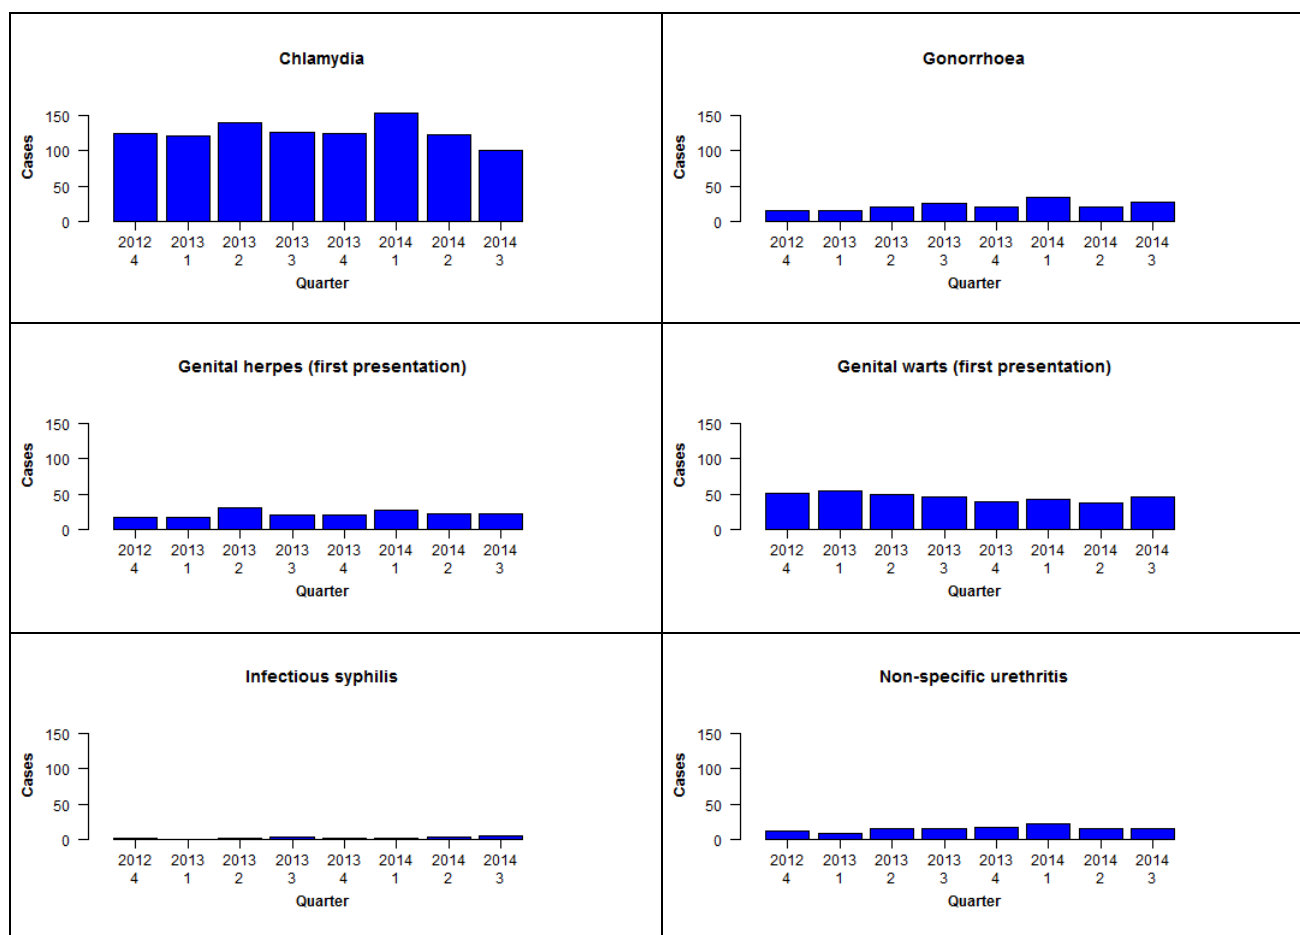 Chlamydia
150
100
50
0
Cases
2012 2013 2013 2013 2013 2014 2014 2014
4 1 2 3 4 1 2 3
Quarter
Gonorrhoea
150
100
50
0
Cases
2012 2013 2013 2013 2013 2014 2014 2014
4 1 2 3 4 1 2 3
Quarter
Genital herpes (first presentation)
150
100
50
0
Cases
2012 2013 2013 2013 2013 2014 2014 2014
4 1 2 3 4 1 2 3
Quarter
Genital warts (first presentation)
150
100
50
0
Cases
2012 2013 2013 2013 2013 2014 2014 2014
4 1 2 3 4 1 2 3
Quarter
Infectious syphilis
150
100
50
0
Cases
2012 2013 2013 2013 2013 2014 2014 2014
4 1 2 3 4 1 2 3
Quarter
Non-specific urethritis
150
100
50
0
Cases
2012 2013 2013 2013 2013 2014 2014 2014
4 1 2 3 4 1 2 3
Quarter